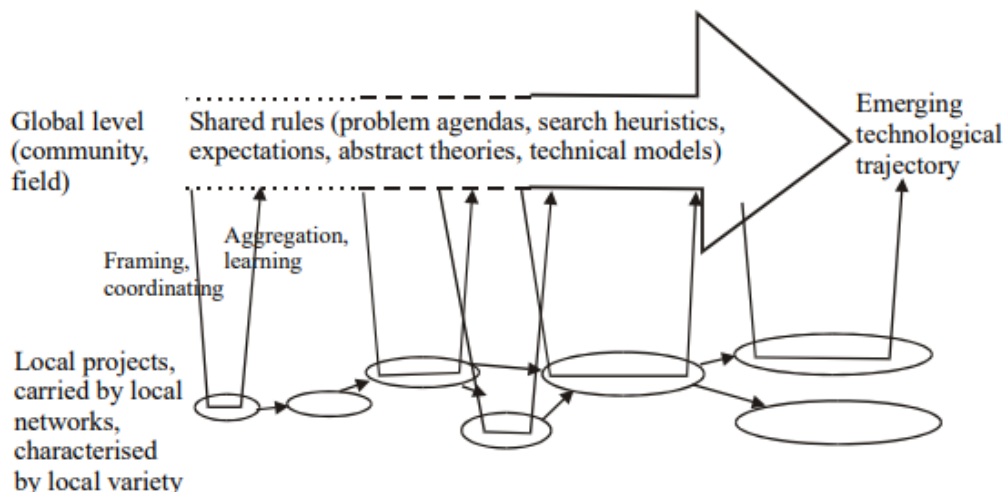 Global level
(community,
field)
Shared rules (problem agendas, search heuristics,
expectations, abstract theories, technical models)
Emerging
technological
trajectory
Framing,
coordinating
Aggregation,
learning
Local projects,
carried by local
networks,
characterised
by local variety